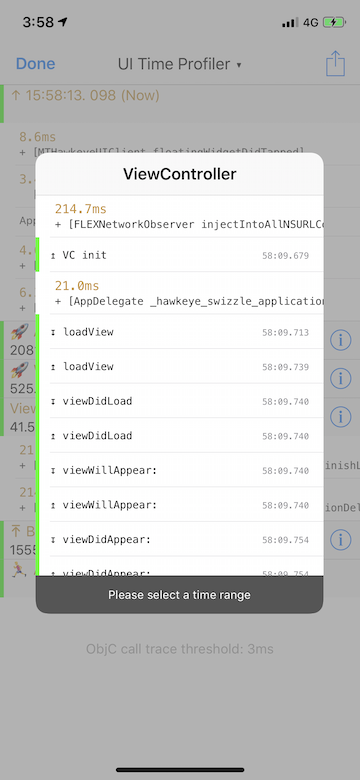 3:58
4G
Done
UI Time Profiler ▾
↑ 15:58:13. 098 (Now)
8.6ms
+ [MTHawkeyeUIClient floatingWidgetDidTapped]
ViewController
214.7ms
+ [FLEXNetworkObserver injectIntoAllNSURLCo
↥ VC init 58:09.679
21.0ms
+ [AppDelegate _hawkeye_swizzle_application
↧ loadView 58:09.713
↥ loadView 58:09.739
↧ viewDidLoad 58:09.740
↥ viewDidLoad 58:09.740
↧ viewWillAppear: 58:09.740
↥ viewWillAppear: 58:09.740
↧ viewDidAppear: 58:09.754
↥ viewDidAppear: 58:09.754
Please select a time range
3.
App
4.
+
6.
+
208
525.
View
41.5
21
+ [
inishL
21
+ [
ionDel
B
1555
ObjC call trace threshold: 3ms